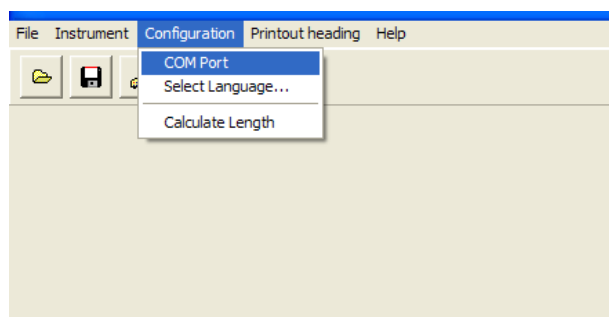 File Instrument Configuration Printout heading Help
COM Port
Select Language...
Calculate Length